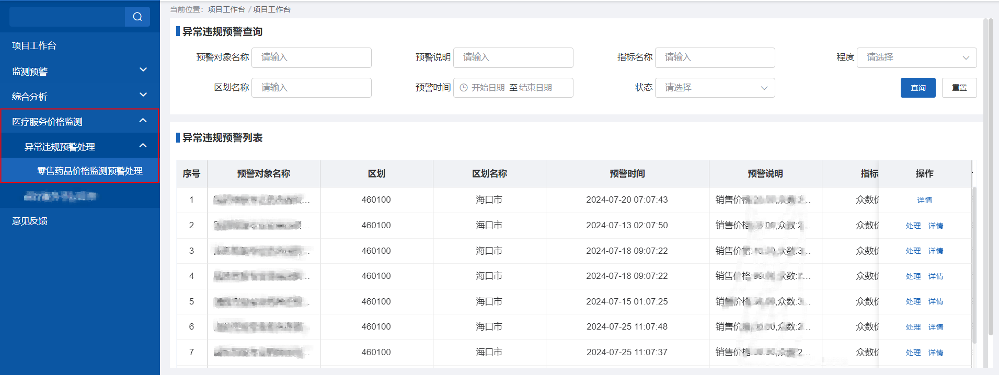 当前位置: 项目工作台 / 项目工作台
项目工作台
监测预警
综合分析
医疗服务价格监测
异常违规预警处理
零售药品价格监测预警处理
意见反馈
异常违规预警查询
预警对象名称 请输入 预警说明 请输入 指标名称 请输入 程度 请选择
区划名称 请输入 预警时间 开始日期 至 结束日期 状态 请选择 查询 重置
异常违规预警列表
序号 预警对象名称 区划 区划名称 预警时间 预警说明 指标 操作
1 460100 海口市 2024-07-20 07:07:43 销售价格 众数价 详情
2 460100 海口市 2024-07-13 02:07:50 销售价格 .00,众数:2... 众数价 处理 详情
3 460100 海口市 2024-07-18 09:07:22 销售价格 众数:3... 众数价 处理 详情
4 460100 海口市 2024-07-18 09:07:22 销售价格 众数:7... 众数价 处理 详情
5 460100 海口市 2024-07-15 01:07:25 销售价格 ,众数:3... 众数价 处理 详情
6 460100 海口市 2024-07-25 11:07:48 销售价 众数:2... 众数价 处理 详情
7 460100 海口市 2024-07-25 11:07:37 销售价格 2... 众数价 处理 详情